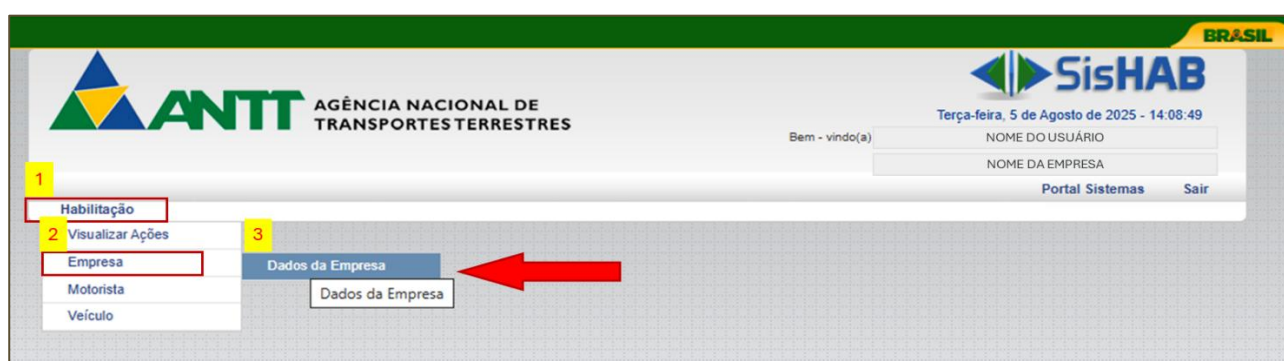 BRASIL
SisHAB
ANTT AGÊNCIA NACIONAL DE
TRANSPORTES TERRESTRES
Terça-feira, 5 de Agosto de 2025 - 14:08:49
Bem - vindo(a) NOME DO USUÁRIO
NOME DA EMPRESA
Portal Sistemas Sair
1
Habilitação
2 Visualizar Ações
3
Empresa
Dados da Empresa
Motorista
Dados da Empresa
Veículo